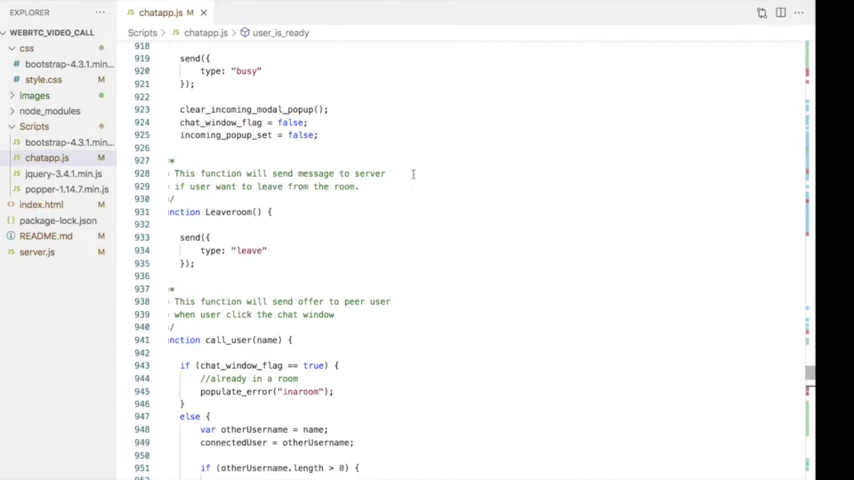 EXPLORER
chatapp.js M
WEBRTC_VIDEO_CALL
Scripts > chatapp.js > user_is_ready
css
bootstrap-4.3.1.min...
style.css M
images
node_modules
Scripts
bootstrap-4.3.1.min...
chatapp.js M
jquery-3.4.1.min.js
popper-1.14.7.min.js
index.html M
package-lock.json
README.md M
server.js M
918
919 send({
920 type: "busy"
921 });
922
923 clear_incoming_modal_popup();
924 chat_window_flag = false;
925 incoming_popup_set = false;
926
927 *
928 This function will send message to server
929 if user want to leave from the room.
930 /
931 unction Leaveroom() {
932
933 send({
934 type: "leave"
935 });
936
937 *
938 This function will send offer to peer user
939 when user click the chat window
940 /
941 unction call_user(name) {
942
943 if (chat_window_flag == true) {
944 //already in a room
945 populate_error("inaroom");
946 }
947 else {
948 var otherUsername = name;
949 connectedUser = otherUsername;
950
951 if (otherUsername.length > 0) {